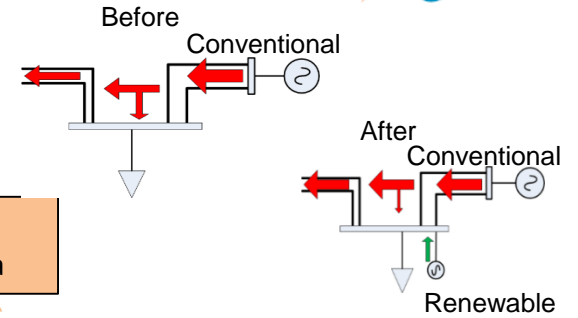 Before
Conventional
After
Conventional
Renewable